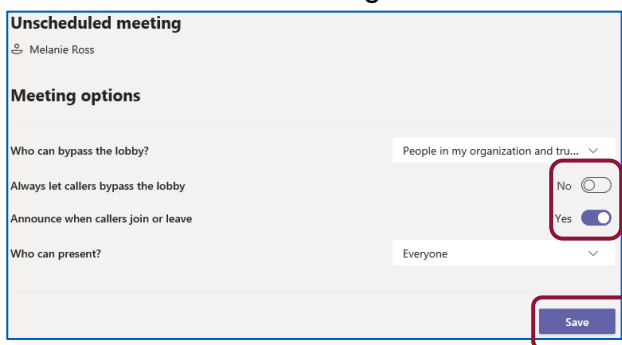 Unscheduled meeting
Melanie Ross
Meeting options
Who can bypass the lobby? People in my organization and tru...
Always let callers bypass the lobby No
Announce when callers join or leave Yes
Who can present? Everyone
Save